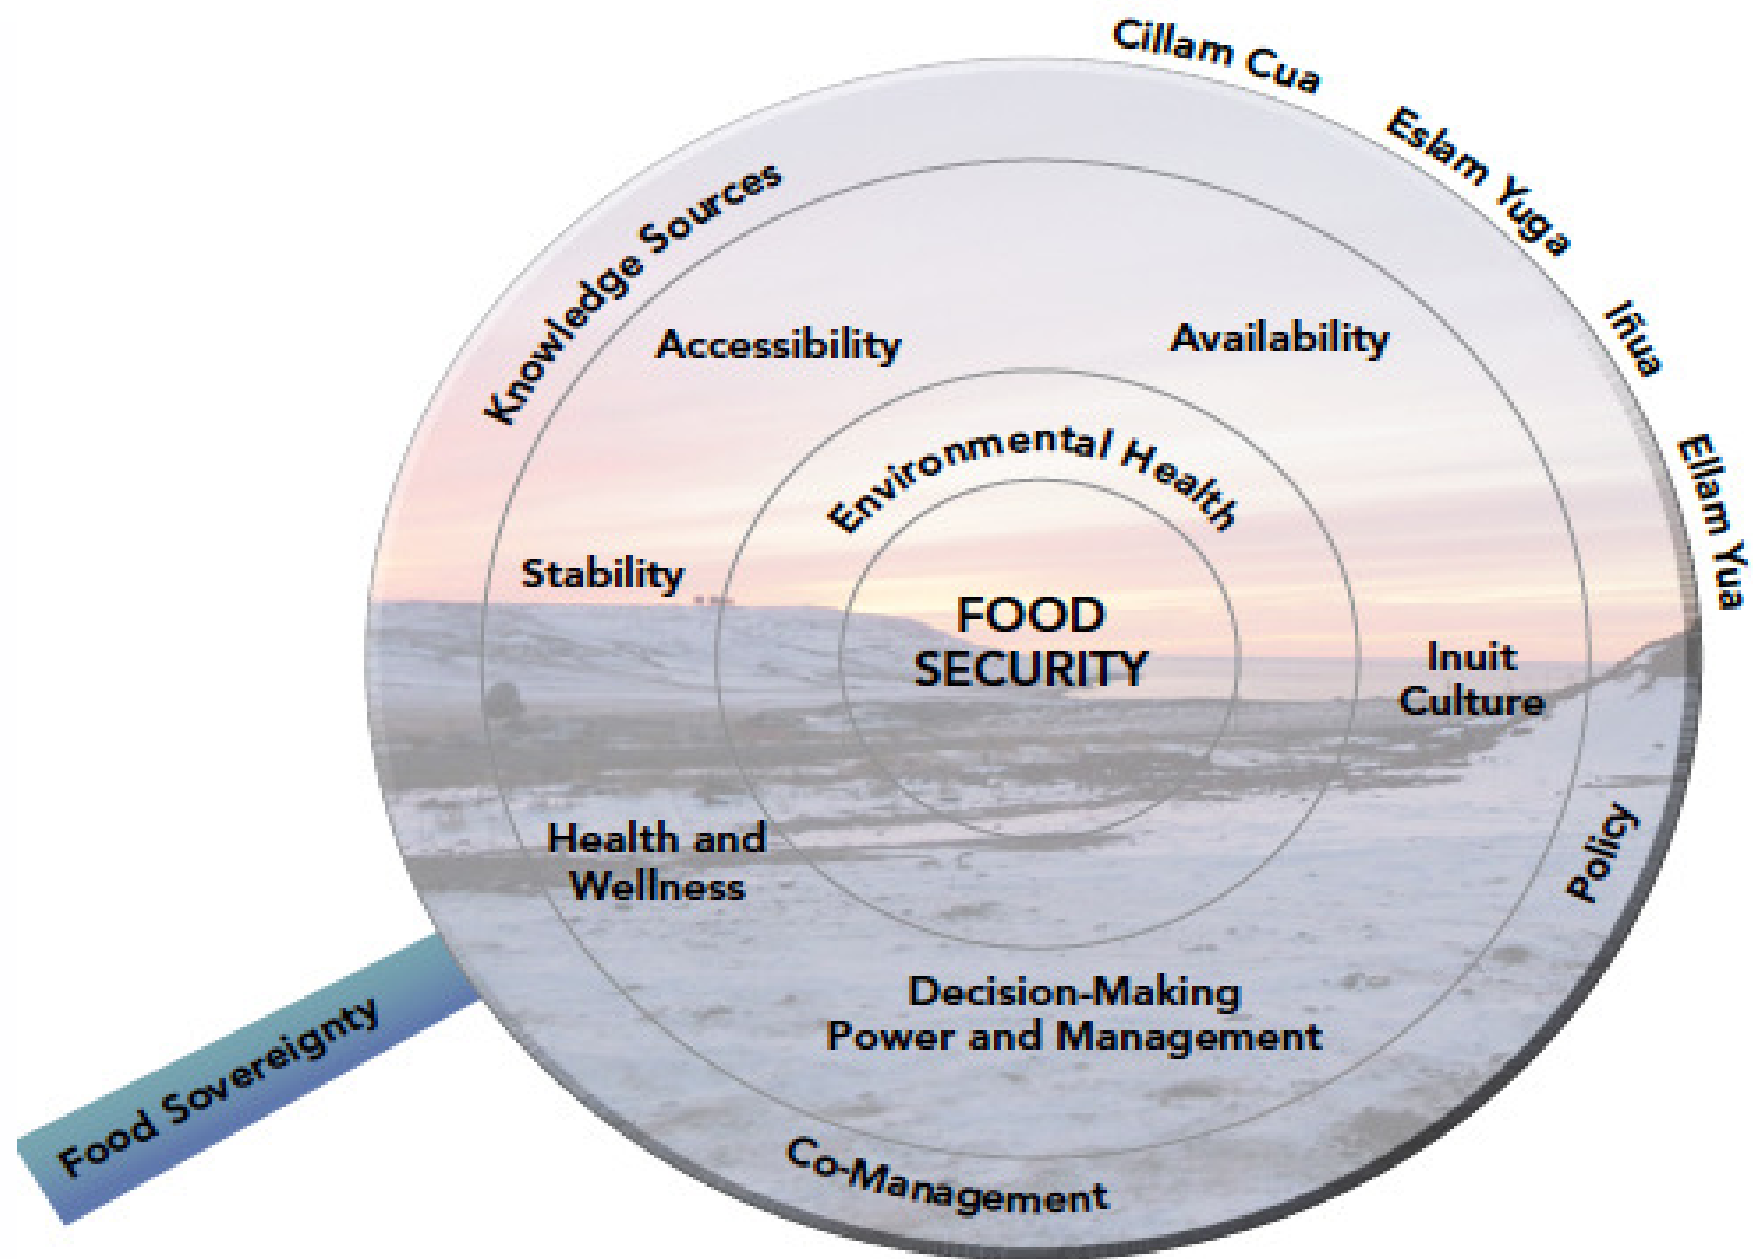 Cillam Cua
Eslam Yuga
Iñua
Ellam Yua
Knowledge Sources
Accessibility
Availability
Environmental Health
Stability
FOOD
SECURITY
Inuit
Culture
Health and
Wellness
Policy
Decision-Making
Power and Management
Food Sovereignty
Co-Management